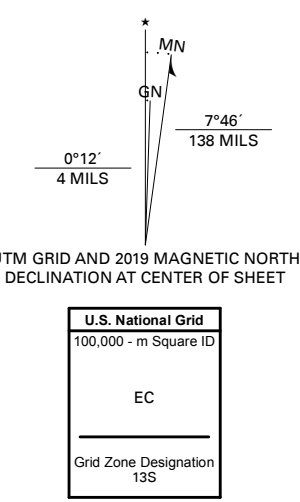 ★
MN
GN
7°46´
138 MILS
0°12´
4 MILS
UTM GRID AND 2019 MAGNETIC NORTH
DECLINATION AT CENTER OF SHEET
U.S. National Grid
100,000 - m Square ID
EC
Grid Zone Designation
13S